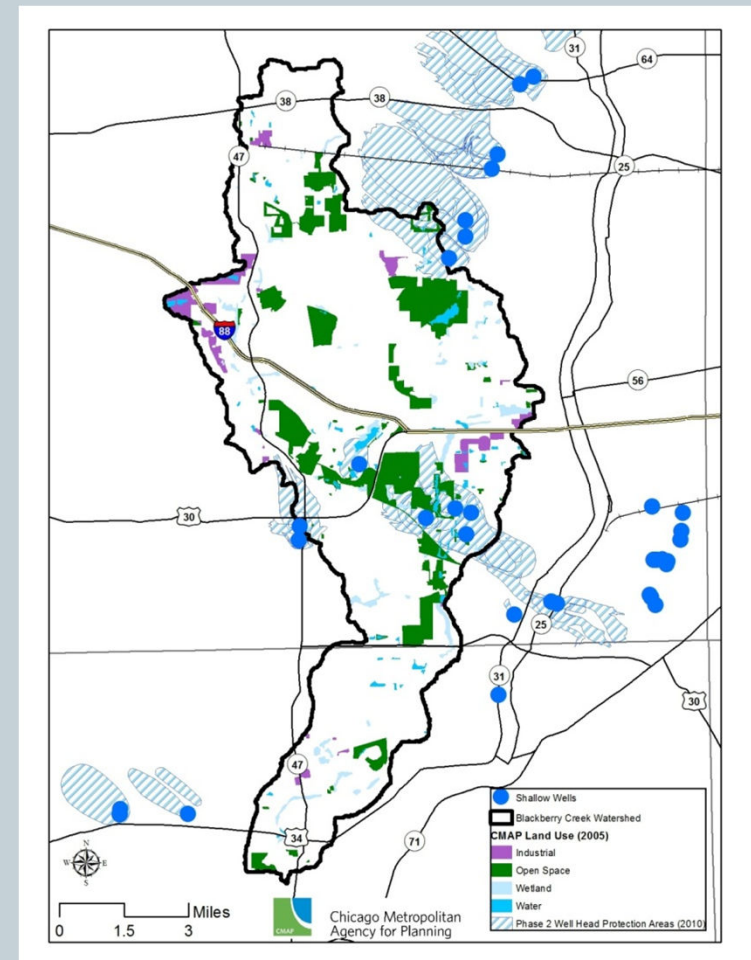 31
64
38
38
47
25
88
56
30
25
31
30
47
34
71
Shallow Wells
Blackberry Creek Watershed
CMAP Land Use (2005)
Industrial
Open Space
Wetland
Water
Phase 2 Well Head Protection Areas (2010)
N
W E
S
Miles
0 1.5 3
CMAP
Chicago Metropolitan
Agency for Planning